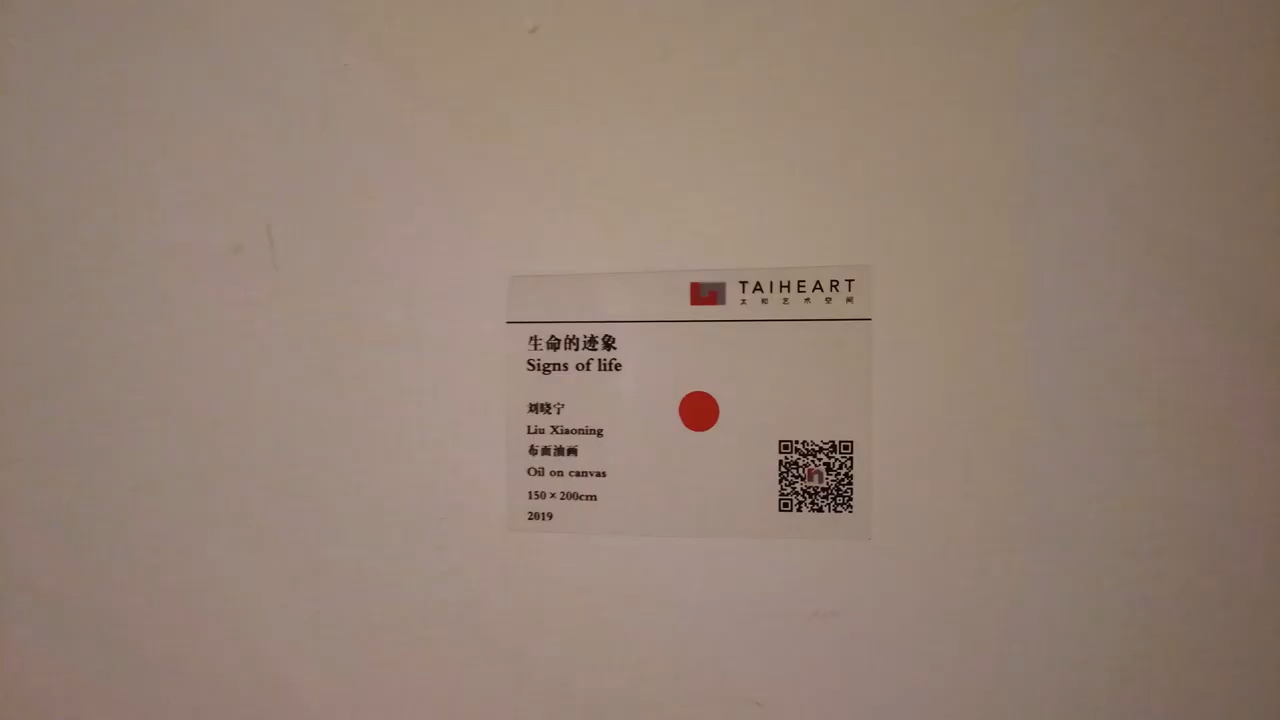 TAIHEART
太和艺术空间
生命的迹象
Signs of life
刘晓宁
Liu Xiaoning
布面油画
Oil on canvas
150×200cm
2019